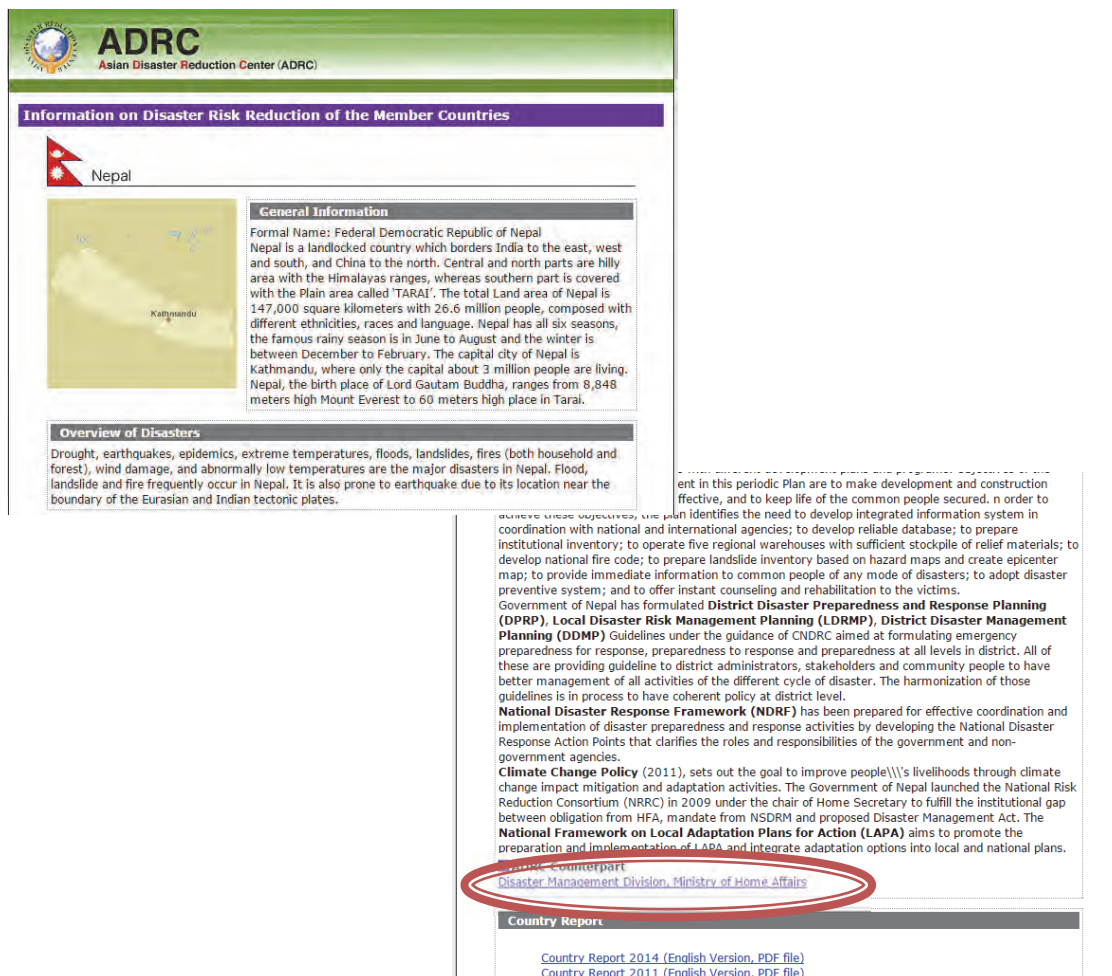 ADRC
Asian Disaster Reduction Center (ADRC)
Information on Disaster Risk Reduction of the Member Countries
Nepal
Kathmandu
General Information
Formal Name: Federal Democratic Republic of Nepal
Nepal is a landlocked country which borders India to the east, west
and south, and China to the north. Central and north parts are hilly
area with the Himalayas ranges, whereas southern part is covered
with the Plain area called 'TARAI'. The total Land area of Nepal is
147,000 square kilometers with 26.6 million people, composed with
different ethnicities, races and language. Nepal has all six seasons,
the famous rainy season is in June to August and the winter is
between December to February. The capital city of Nepal is
Kathmandu, where only the capital about 3 million people are living.
Nepal, the birth place of Lord Gautam Buddha, ranges from 8,848
meters high Mount Everest to 60 meters high place in Tarai.
Overview of Disasters
Drought, earthquakes, epidemics, extreme temperatures, floods, landslides, fires (both household and
forest), wind damage, and abnormally low temperatures are the major disasters in Nepal. Flood,
landslide and fire frequently occur in Nepal. It is also prone to earthquake due to its location near the
boundary of the Eurasian and Indian tectonic plates.
ent in this periodic Plan are to make development and construction
ffective, and to keep life of the common people secured. n order to
achieve these objectives, the plan identifies the need to develop integrated information system in
coordination with national and international agencies; to develop reliable database; to prepare
institutional inventory; to operate five regional warehouses with sufficient stockpile of relief materials; to
develop national fire code; to prepare landslide inventory based on hazard maps and create epicenter
map; to provide immediate information to common people of any mode of disasters; to adopt disaster
preventive system; and to offer instant counseling and rehabilitation to the victims.
Government of Nepal has formulated District Disaster Preparedness and Response Planning
(DPRP), Local Disaster Risk Management Planning (LDRMP), District Disaster Management
Planning (DDMP) Guidelines under the guidance of CNDRC aimed at formulating emergency
preparedness for response, preparedness to response and preparedness at all levels in district. All of
these are providing guideline to district administrators, stakeholders and community people to have
better management of all activities of the different cycle of disaster. The harmonization of those
guidelines is in process to have coherent policy at district level.
National Disaster Response Framework (NDRF) has been prepared for effective coordination and
implementation of disaster preparedness and response activities by developing the National Disaster
Response Action Points that clarifies the roles and responsibilities of the government and non-
government agencies.
Climate Change Policy (2011), sets out the goal to improve people\\\'s livelihoods through climate
change impact mitigation and adaptation activities. The Government of Nepal launched the National Risk
Reduction Consortium (NRRC) in 2009 under the chair of Home Secretary to fulfill the institutional gap
between obligation from HFA, mandate from NSDRM and proposed Disaster Management Act. The
National Framework on Local Adaptation Plans for Action (LAPA) aims to promote the
preparation and implementation of LAPA and integrate adaptation options into local and national plans.
ADRC Counterpart
Disaster Management Division, Ministry of Home Affairs
Country Report
Country Report 2014 (English Version, PDF file)
Country Report 2011 (English Version, PDF file)